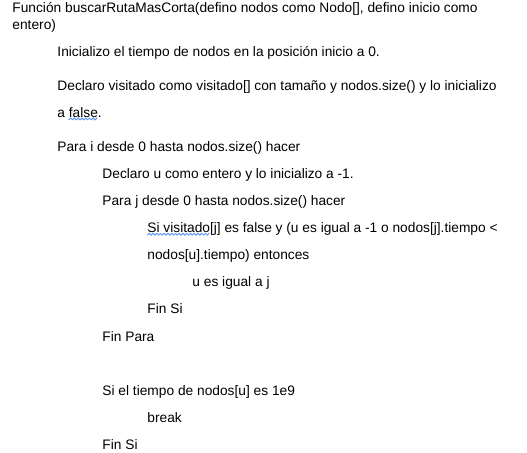 Función buscarRutaMasCorta(defino nodos como Nodo[], defino inicio como
entero)
Inicializo el tiempo de nodos en la posición inicio a 0.
Declaro visitado como visitado[] con tamaño y nodos.size() y lo inicializo
a false.
Para i desde 0 hasta nodos.size() hacer
Declaro u como entero y lo inicializo a -1.
Para j desde 0 hasta nodos.size() hacer
Si visitado[j] es false y (u es igual a -1 o nodos[j].tiempo <
nodos[u].tiempo) entonces
u es igual a j
Fin Si
Fin Para
Si el tiempo de nodos[u] es 1e9
break
Fin Si